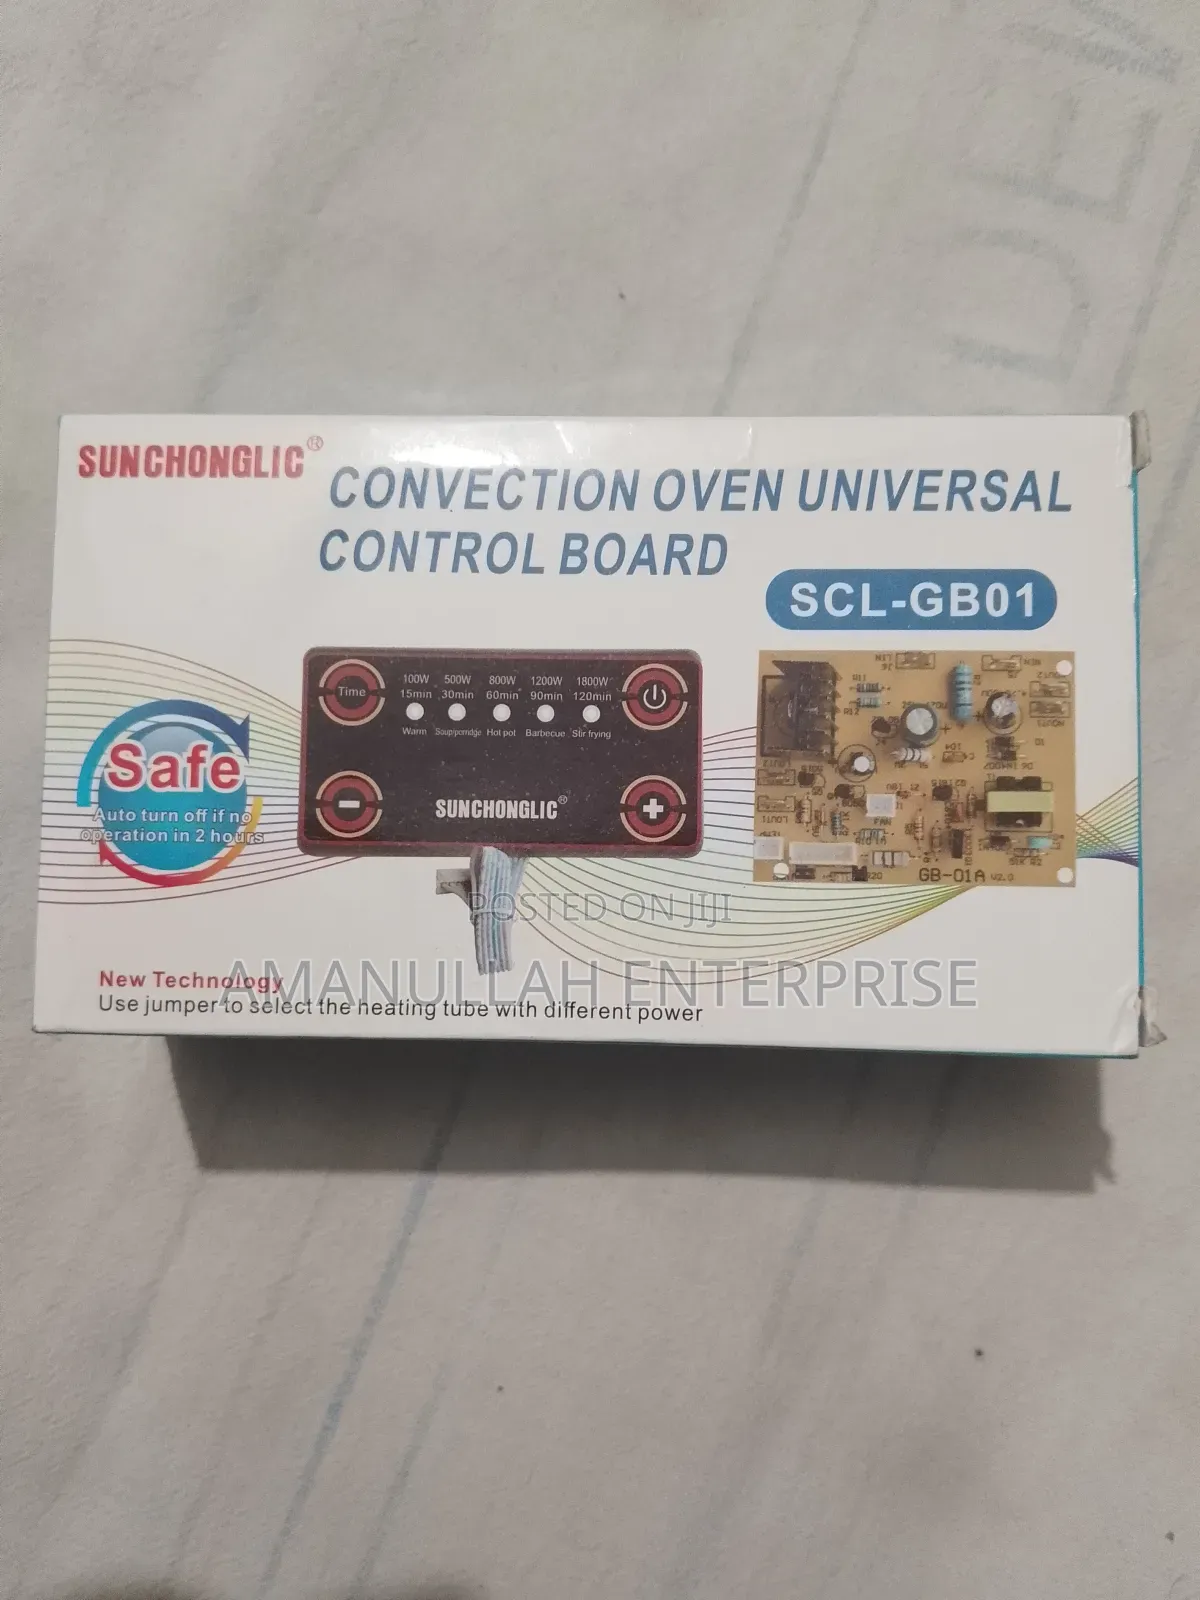 SUNCHONGLIC®
CONVECTION OVEN UNIVERSAL
CONTROL BOARD
SCL-GB01
Time
100W 500W 800W 1200W 1800W
15min 30min 60min 90min 120min
Warm Soup/porridge Hot pot Barbecue Stir frying
SUNCHONGLIC®
Safe
Auto turn off if no
operation in 2 hours
FAN
GB-01A V2.0
POSTED ON JIJI
AMANULLAH ENTERPRISE
New Technology
Use jumper to select the heating tube with different power